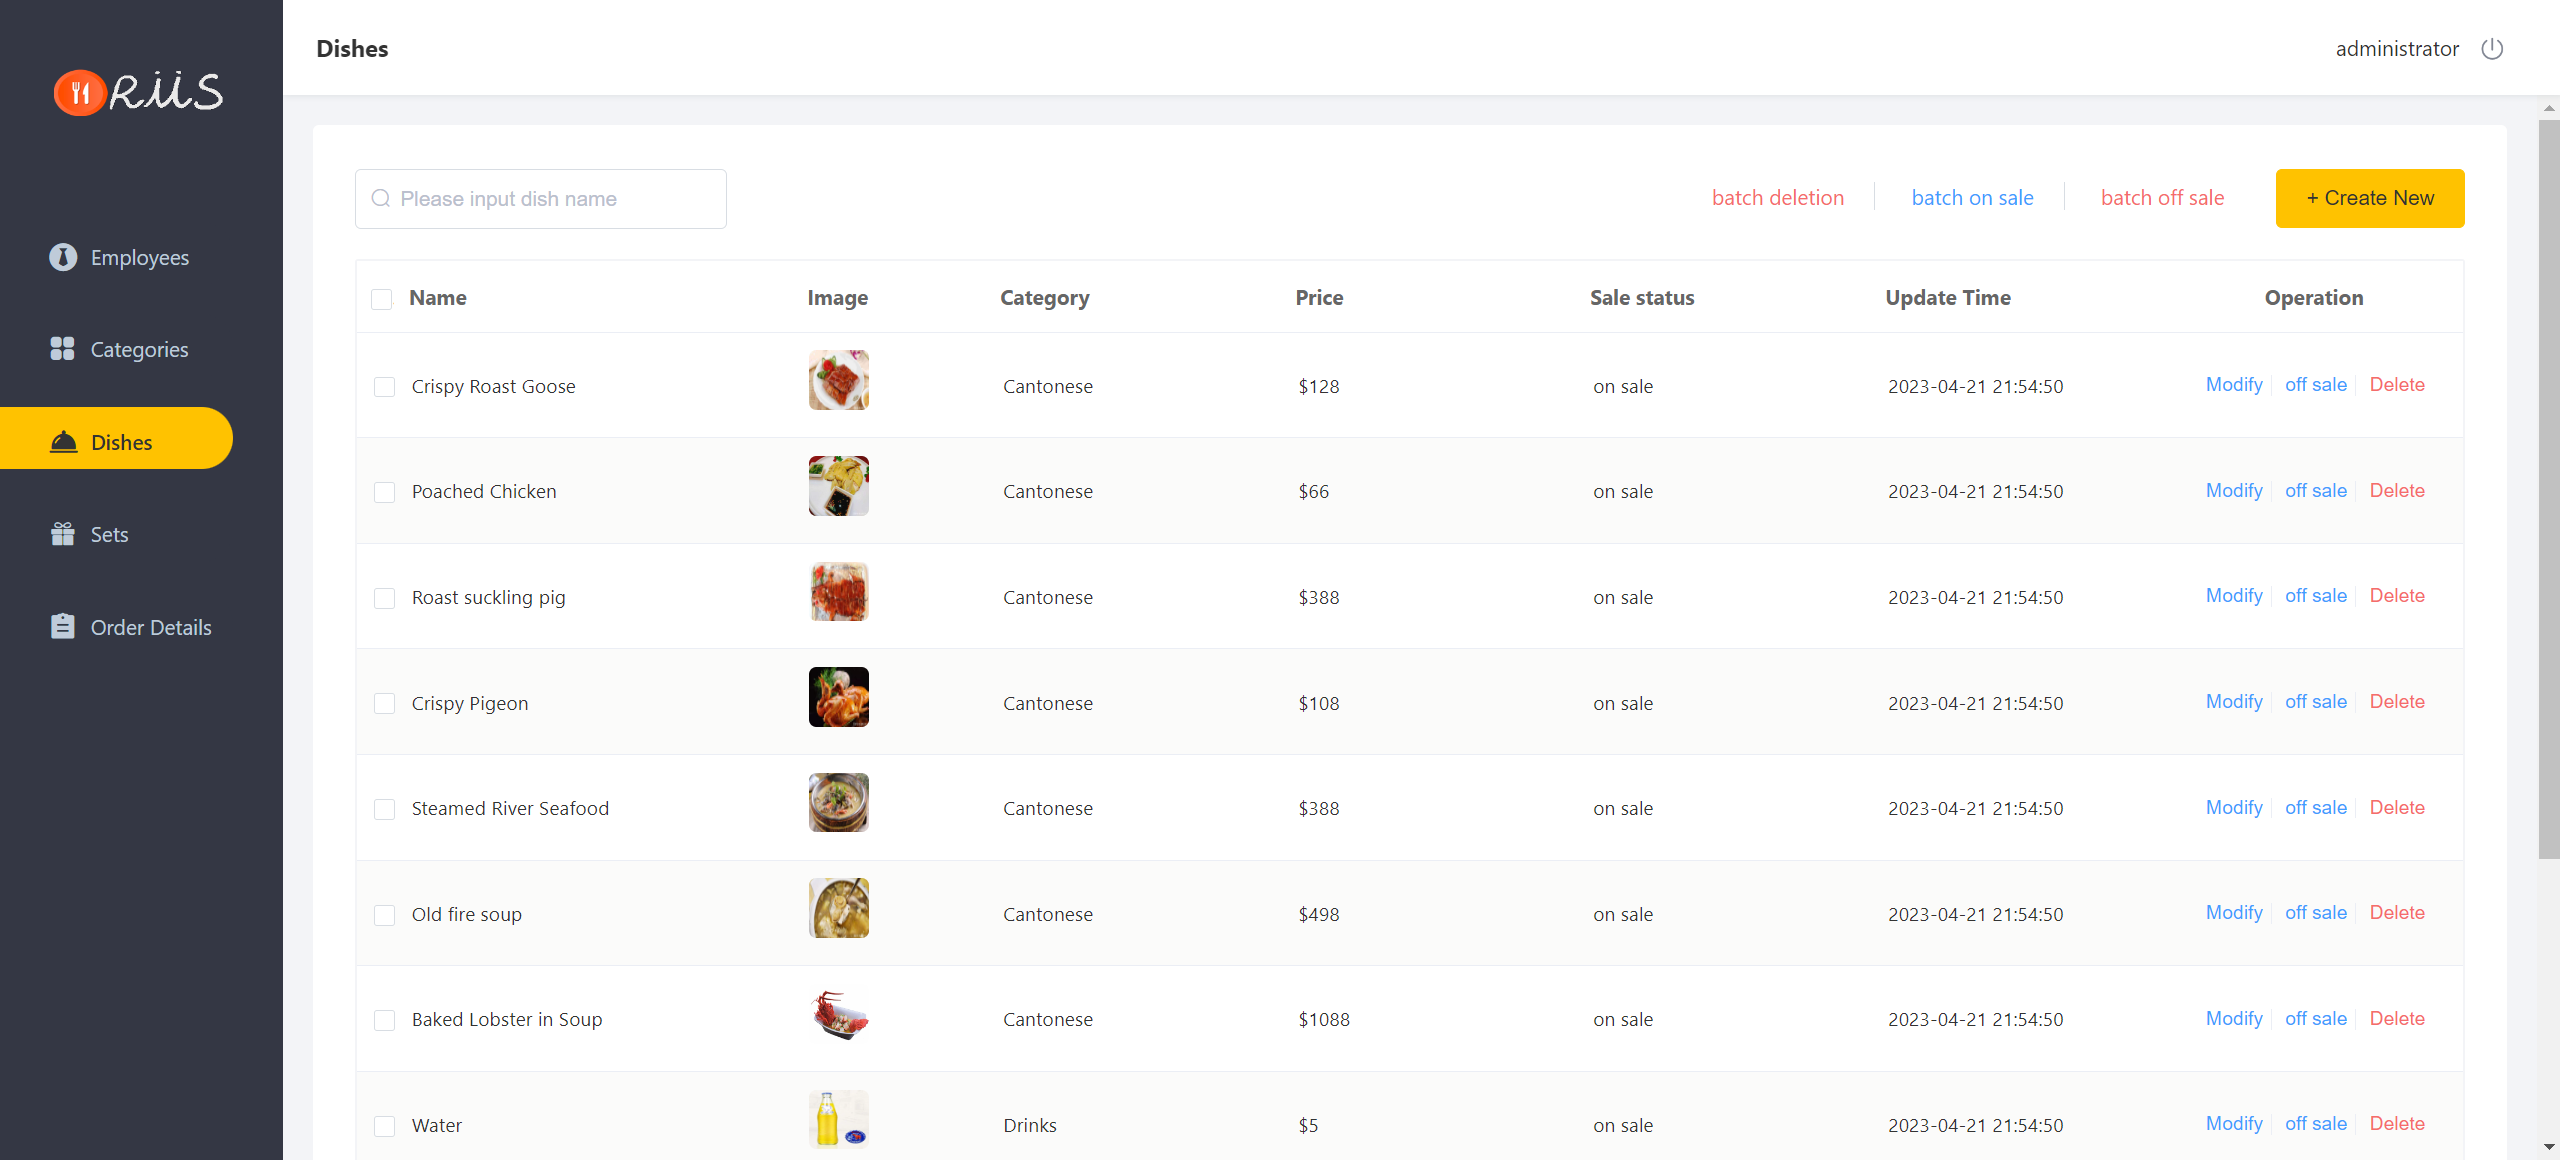 RÜS
Employees
Categories
Dishes
Sets
Order Details
Dishes
administrator
Please input dish name
batch deletion batch on sale batch off sale + Create New
Name Image Category Price Sale status Update Time Operation
Crispy Roast Goose Cantonese $128 on sale 2023-04-21 21:54:50 Modify off sale Delete
Poached Chicken Cantonese $66 on sale 2023-04-21 21:54:50 Modify off sale Delete
Roast suckling pig Cantonese $388 on sale 2023-04-21 21:54:50 Modify off sale Delete
Crispy Pigeon Cantonese $108 on sale 2023-04-21 21:54:50 Modify off sale Delete
Steamed River Seafood Cantonese $388 on sale 2023-04-21 21:54:50 Modify off sale Delete
Old fire soup Cantonese $498 on sale 2023-04-21 21:54:50 Modify off sale Delete
Baked Lobster in Soup Cantonese $1088 on sale 2023-04-21 21:54:50 Modify off sale Delete
Water Drinks $5 on sale 2023-04-21 21:54:50 Modify off sale Delete